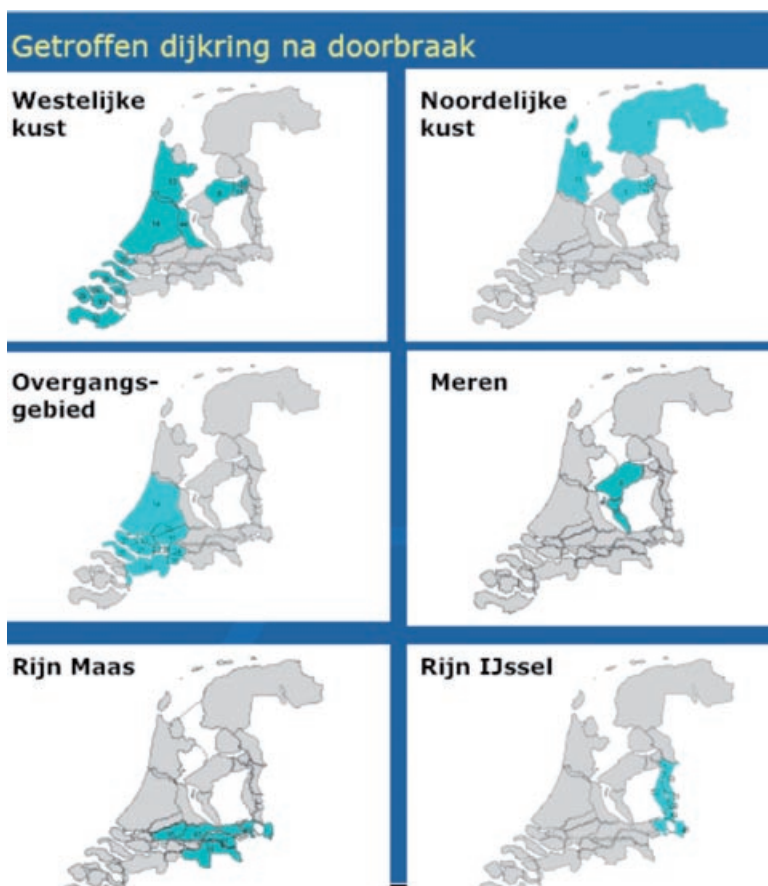 Getroffen dijkring na doorbraak
Westelijke
kust
Noordelijke
kust
Overgangs-
gebied
Meren
Rijn Maas
Rijn IJssel